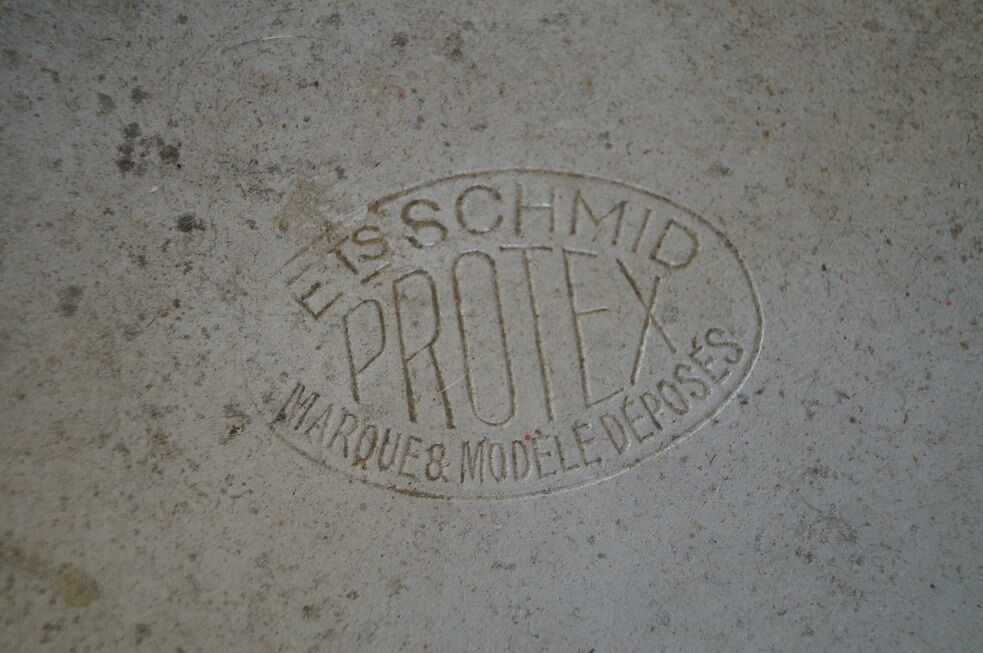 Ets SCHMID
PROTEX
MARQUE & MODÈLE DÉPOSÉS